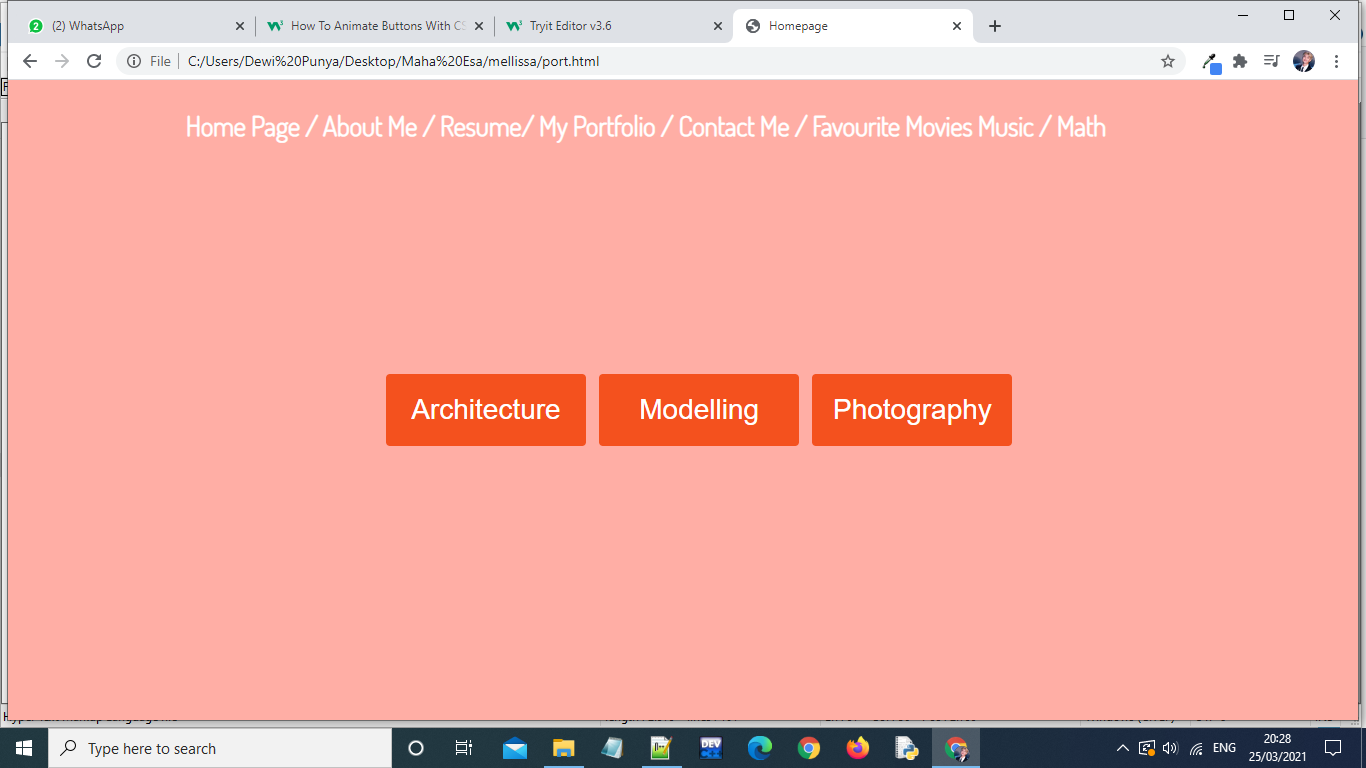 2
(2) WhatsApp
How To Animate Buttons With CS
Tryit Editor v3.6
Homepage
File
C:/Users/Dewi%20Punya/Desktop/Maha%20Esa/mellissa/port.html
Home Page / About Me / Resume/ My Portfolio / Contact Me / Favourite Movies Music / Math
Architecture
Modelling
Photography
Type here to search
DEV
ENG
20:28
25/03/2021